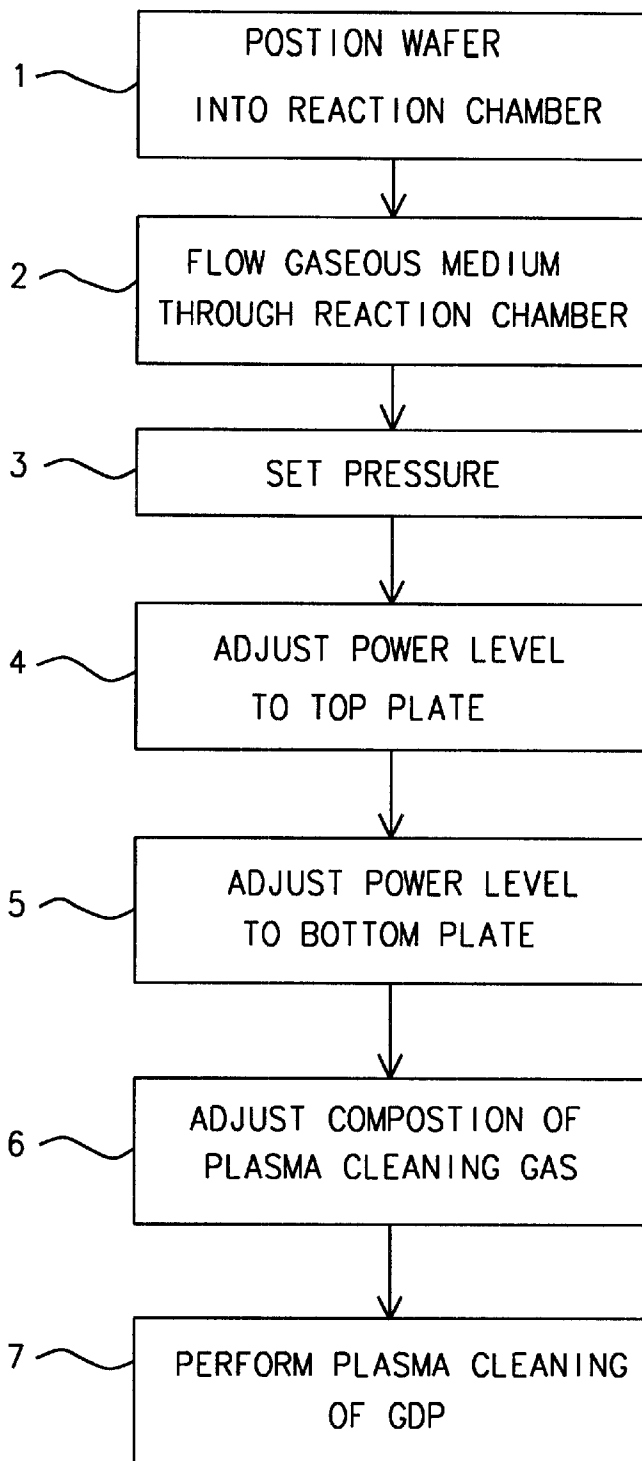 1
POSTION WAFER
INTO REACTION CHAMBER
2
FLOW GASEOUS MEDIUM
THROUGH REACTION CHAMBER
3
SET PRESSURE
4
ADJUST POWER LEVEL
TO TOP PLATE
5
ADJUST POWER LEVEL
TO BOTTOM PLATE
6
ADJUST COMPOSTION OF
PLASMA CLEANING GAS
7
PERFORM PLASMA CLEANING
OF GDP